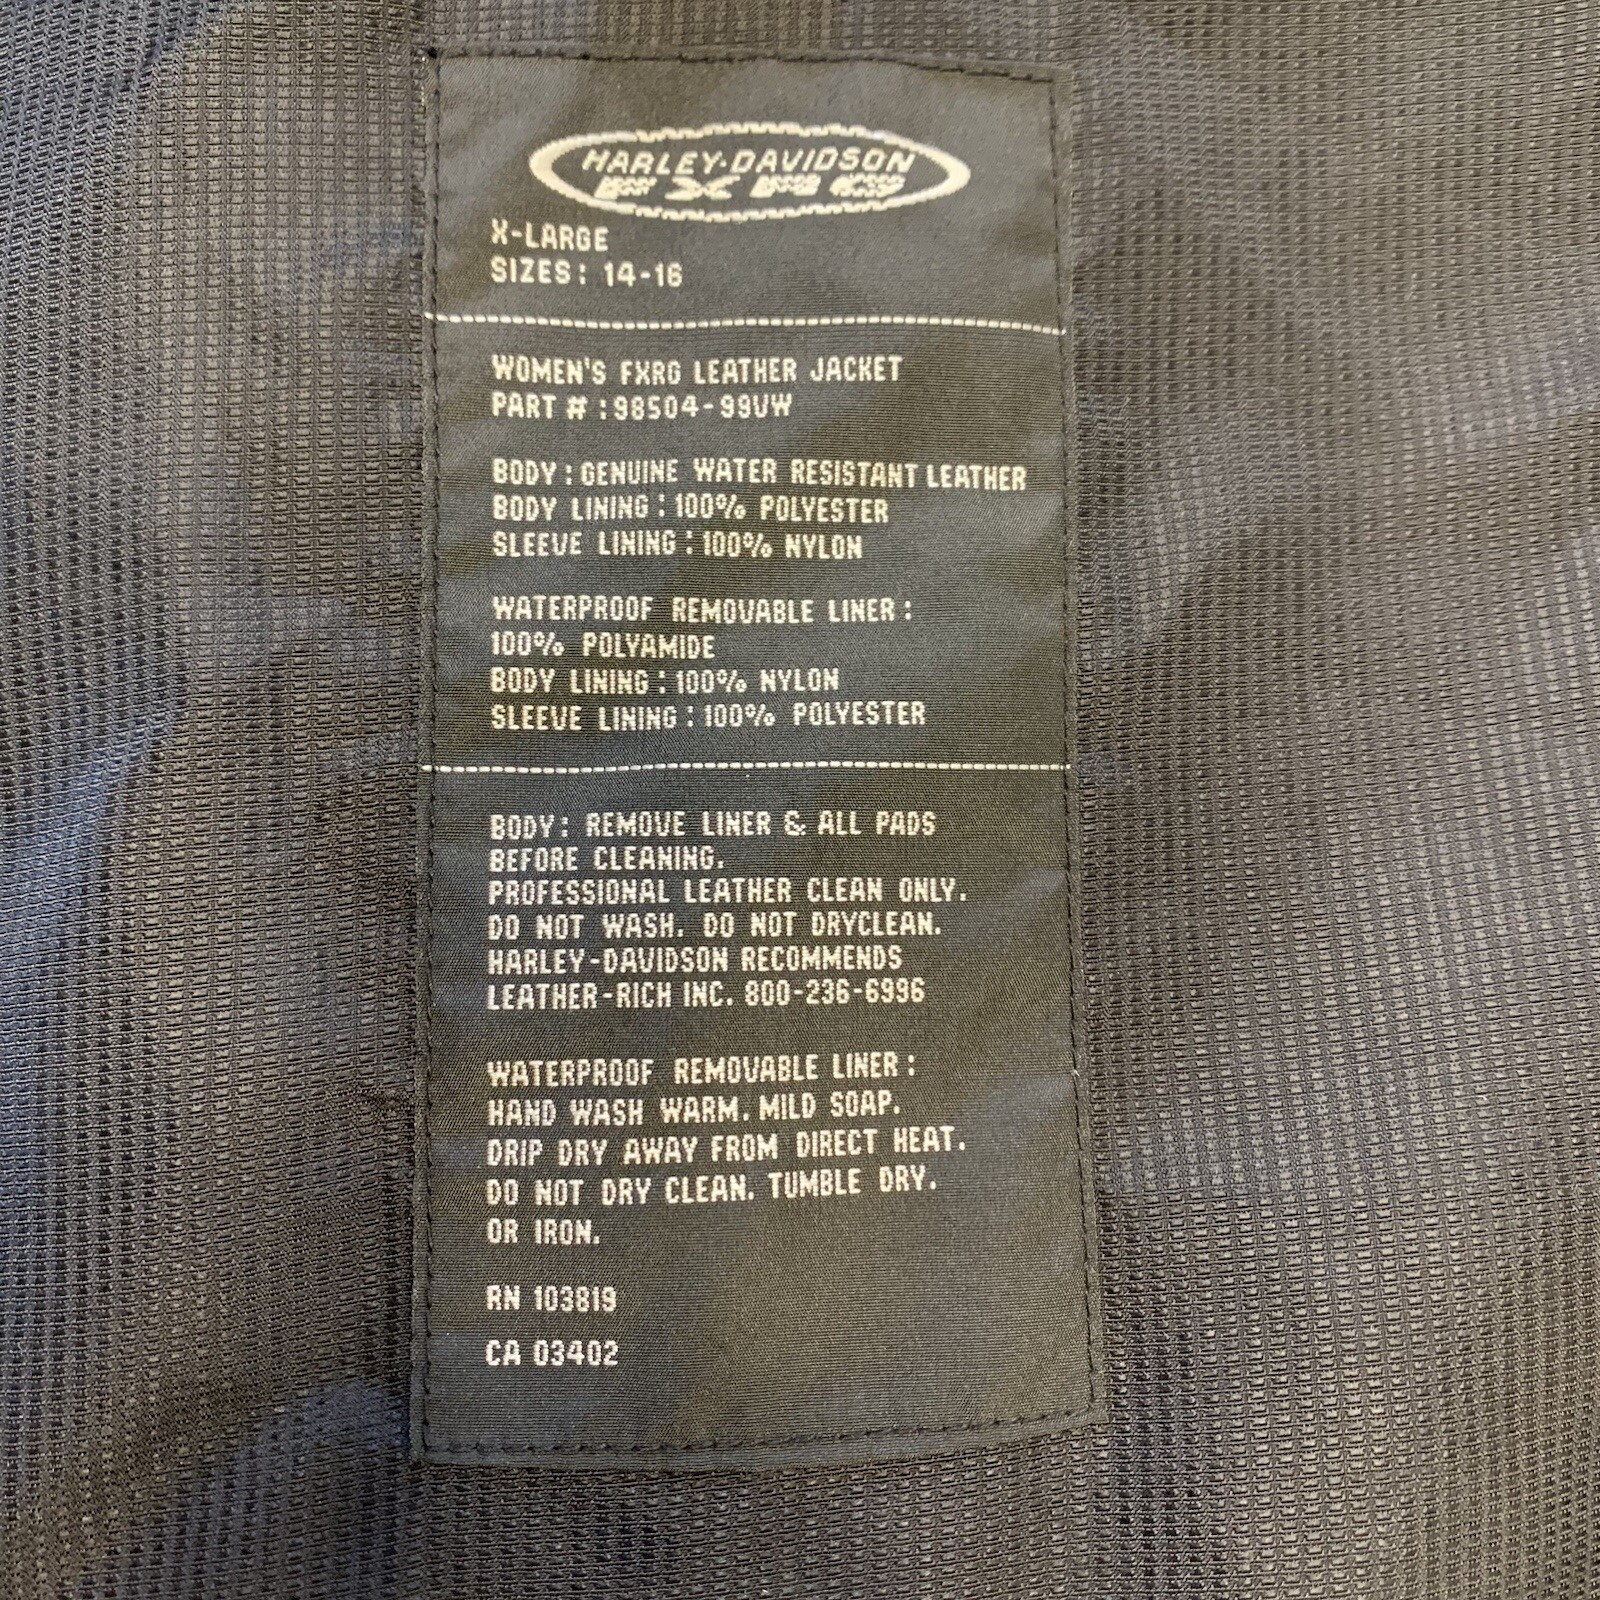 HARLEY-DAVIDSON
FXRG
X-LARGE
SIZES: 14-16
WOMEN'S FXRG LEATHER JACKET
PART #:98504-99VW
BODY: GENUINE WATER RESISTANT LEATHER
BODY LINING: 100% POLYESTER
SLEEVE LINING: 100% NYLON
WATERPROOF REMOVABLE LINER:
100% POLYAMIDE
BODY LINING: 100% NYLON
SLEEVE LINING: 100% POLYESTER
BODY: REMOVE LINER & ALL PADS
BEFORE CLEANING.
PROFESSIONAL LEATHER CLEAN ONLY.
DO NOT WASH. DO NOT DRYCLEAN.
HARLEY-DAVIDSON RECOMMENDS
LEATHER-RICH INC. 800-236-6996
WATERPROOF REMOVABLE LINER:
HAND WASH WARM. MILD SOAP.
DRIP DRY AWAY FROM DIRECT HEAT.
DO NOT DRY CLEAN. TUMBLE DRY.
OR IRON.
RN 103819
CA 03402